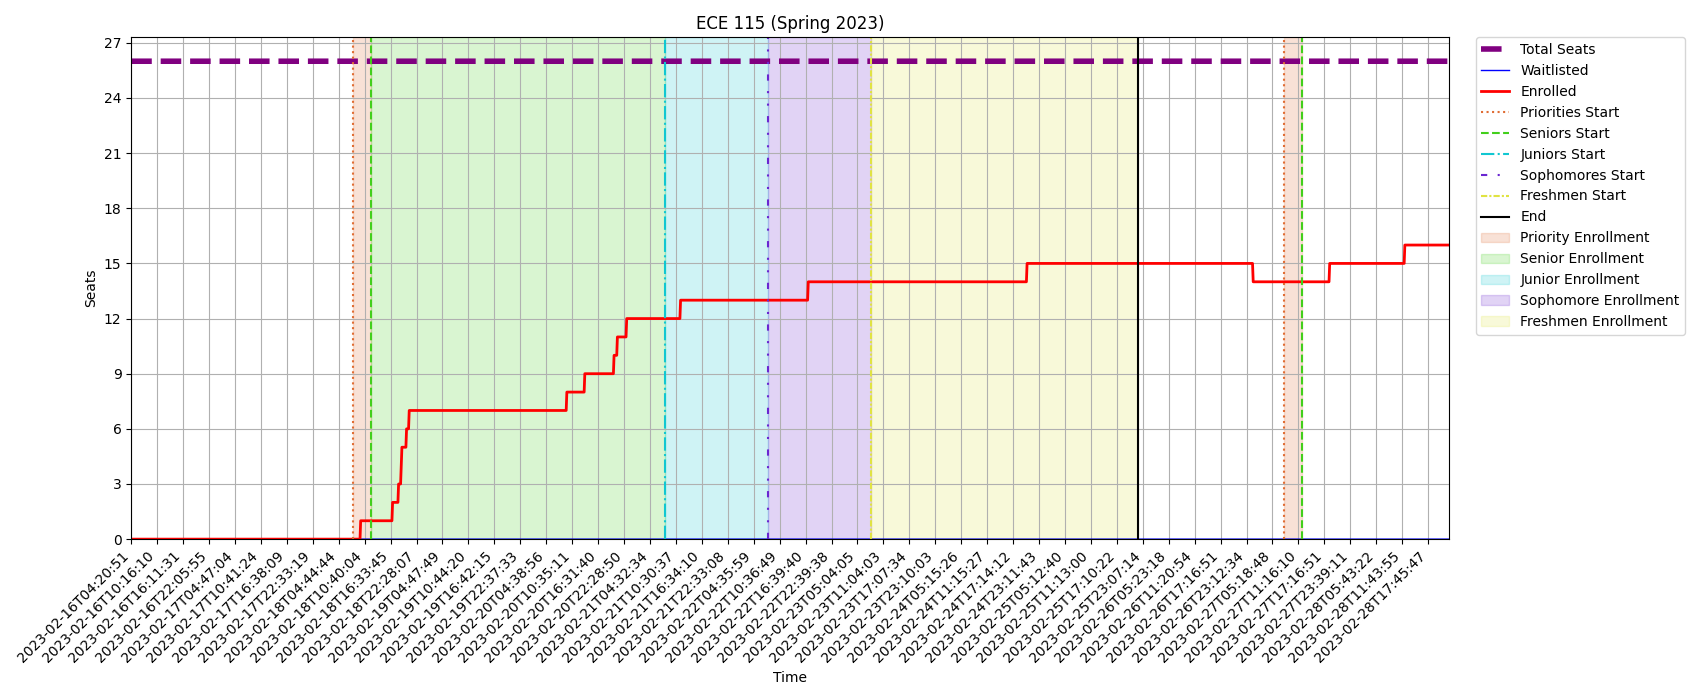 ECE 115 (Spring 2023)
Seats
27
24
21
18
15
12
9
6
3
0
2023-02-16T04:20:51
2023-02-16T10:16:10
2023-02-16T16:11:31
2023-02-16T22:05:55
2023-02-17T04:47:04
2023-02-17T10:41:24
2023-02-17T16:38:09
2023-02-17T22:33:19
2023-02-18T04:44:44
2023-02-18T10:40:04
2023-02-18T16:33:45
2023-02-18T22:28:07
2023-02-19T04:47:49
2023-02-19T10:44:20
2023-02-19T16:42:15
2023-02-19T22:37:33
2023-02-20T04:38:56
2023-02-20T10:35:11
2023-02-20T16:31:40
2023-02-20T22:28:50
2023-02-21T04:32:34
2023-02-21T10:30:37
2023-02-21T16:34:10
2023-02-21T22:33:08
2023-02-22T04:35:59
2023-02-22T10:36:49
2023-02-22T16:39:40
2023-02-22T22:39:38
2023-02-23T05:04:05
2023-02-23T11:04:03
2023-02-23T17:07:34
2023-02-23T23:10:03
2023-02-24T05:15:26
2023-02-24T11:15:27
2023-02-24T17:14:12
2023-02-24T23:11:43
2023-02-25T05:12:40
2023-02-25T11:13:00
2023-02-25T17:10:22
2023-02-25T23:07:14
2023-02-26T05:23:18
2023-02-26T11:20:54
2023-02-26T17:16:51
2023-02-26T23:12:34
2023-02-27T05:18:48
2023-02-27T11:16:10
2023-02-27T17:16:51
2023-02-27T23:39:11
2023-02-28T05:43:22
2023-02-28T11:43:55
2023-02-28T17:45:47
Time
Total Seats
Waitlisted
Enrolled
Priorities Start
Seniors Start
Juniors Start
Sophomores Start
Freshmen Start
End
Priority Enrollment
Senior Enrollment
Junior Enrollment
Sophomore Enrollment
Freshmen Enrollment